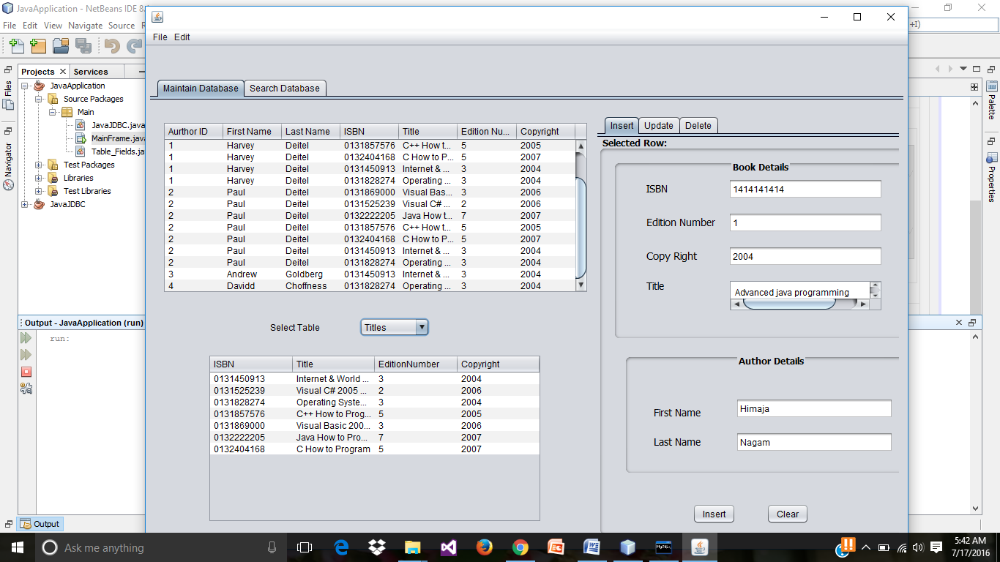 JavaApplication - NetBeans IDE 8.
File Edit View Navigate Source
+I)
File Edit
Projects Services
Files
Navigator
Palette
Properties
JavaApplication
Source Packages
Main
JavaJDBC.java
MainFrame.java
Table_Fields.ja
Test Packages
Libraries
Test Libraries
JavaJDBC
Maintain Database Search Database
Aurthor ID First Name Last Name ISBN Title Edition Nu... Copyright
1 Harvey Deitel 0131857576 C++ How t... 5 2005
1 Harvey Deitel 0132404168 C How to P... 5 2007
1 Harvey Deitel 0131450913 Internet & ... 3 2004
1 Harvey Deitel 0131828274 Operating ... 3 2004
2 Paul Deitel 0131869000 Visual Bas... 3 2006
2 Paul Deitel 0131525239 Visual C# ... 2 2006
2 Paul Deitel 0132222205 Java How t... 7 2007
2 Paul Deitel 0131857576 C++ How t... 5 2005
2 Paul Deitel 0132404168 C How to P... 5 2007
2 Paul Deitel 0131450913 Internet & ... 3 2004
2 Paul Deitel 0131828274 Operating ... 3 2004
3 Andrew Goldberg 0131450913 Internet & ... 3 2004
4 Davidd Choffness 0131828274 Operating ... 3 2004
Select Table Titles
ISBN Title EditionNumber Copyright
0131450913 Internet & World ... 3 2004
0131525239 Visual C# 2005 ... 2 2006
0131828274 Operating Syste... 3 2004
0131857576 C++ How to Prog... 5 2005
0131869000 Visual Basic 200... 3 2006
0132222205 Java How to Pro... 7 2007
0132404168 C How to Program 5 2007
Insert Update Delete
Selected Row:
Book Details
ISBN 1414141414
Edition Number 1
Copy Right 2004
Title Advanced java programming
Author Details
First Name Himaja
Last Name Nagam
Insert Clear
Output - JavaApplication (run)
run:
Output
Ask me anything
MySQL
5:42 AM
7/17/2016